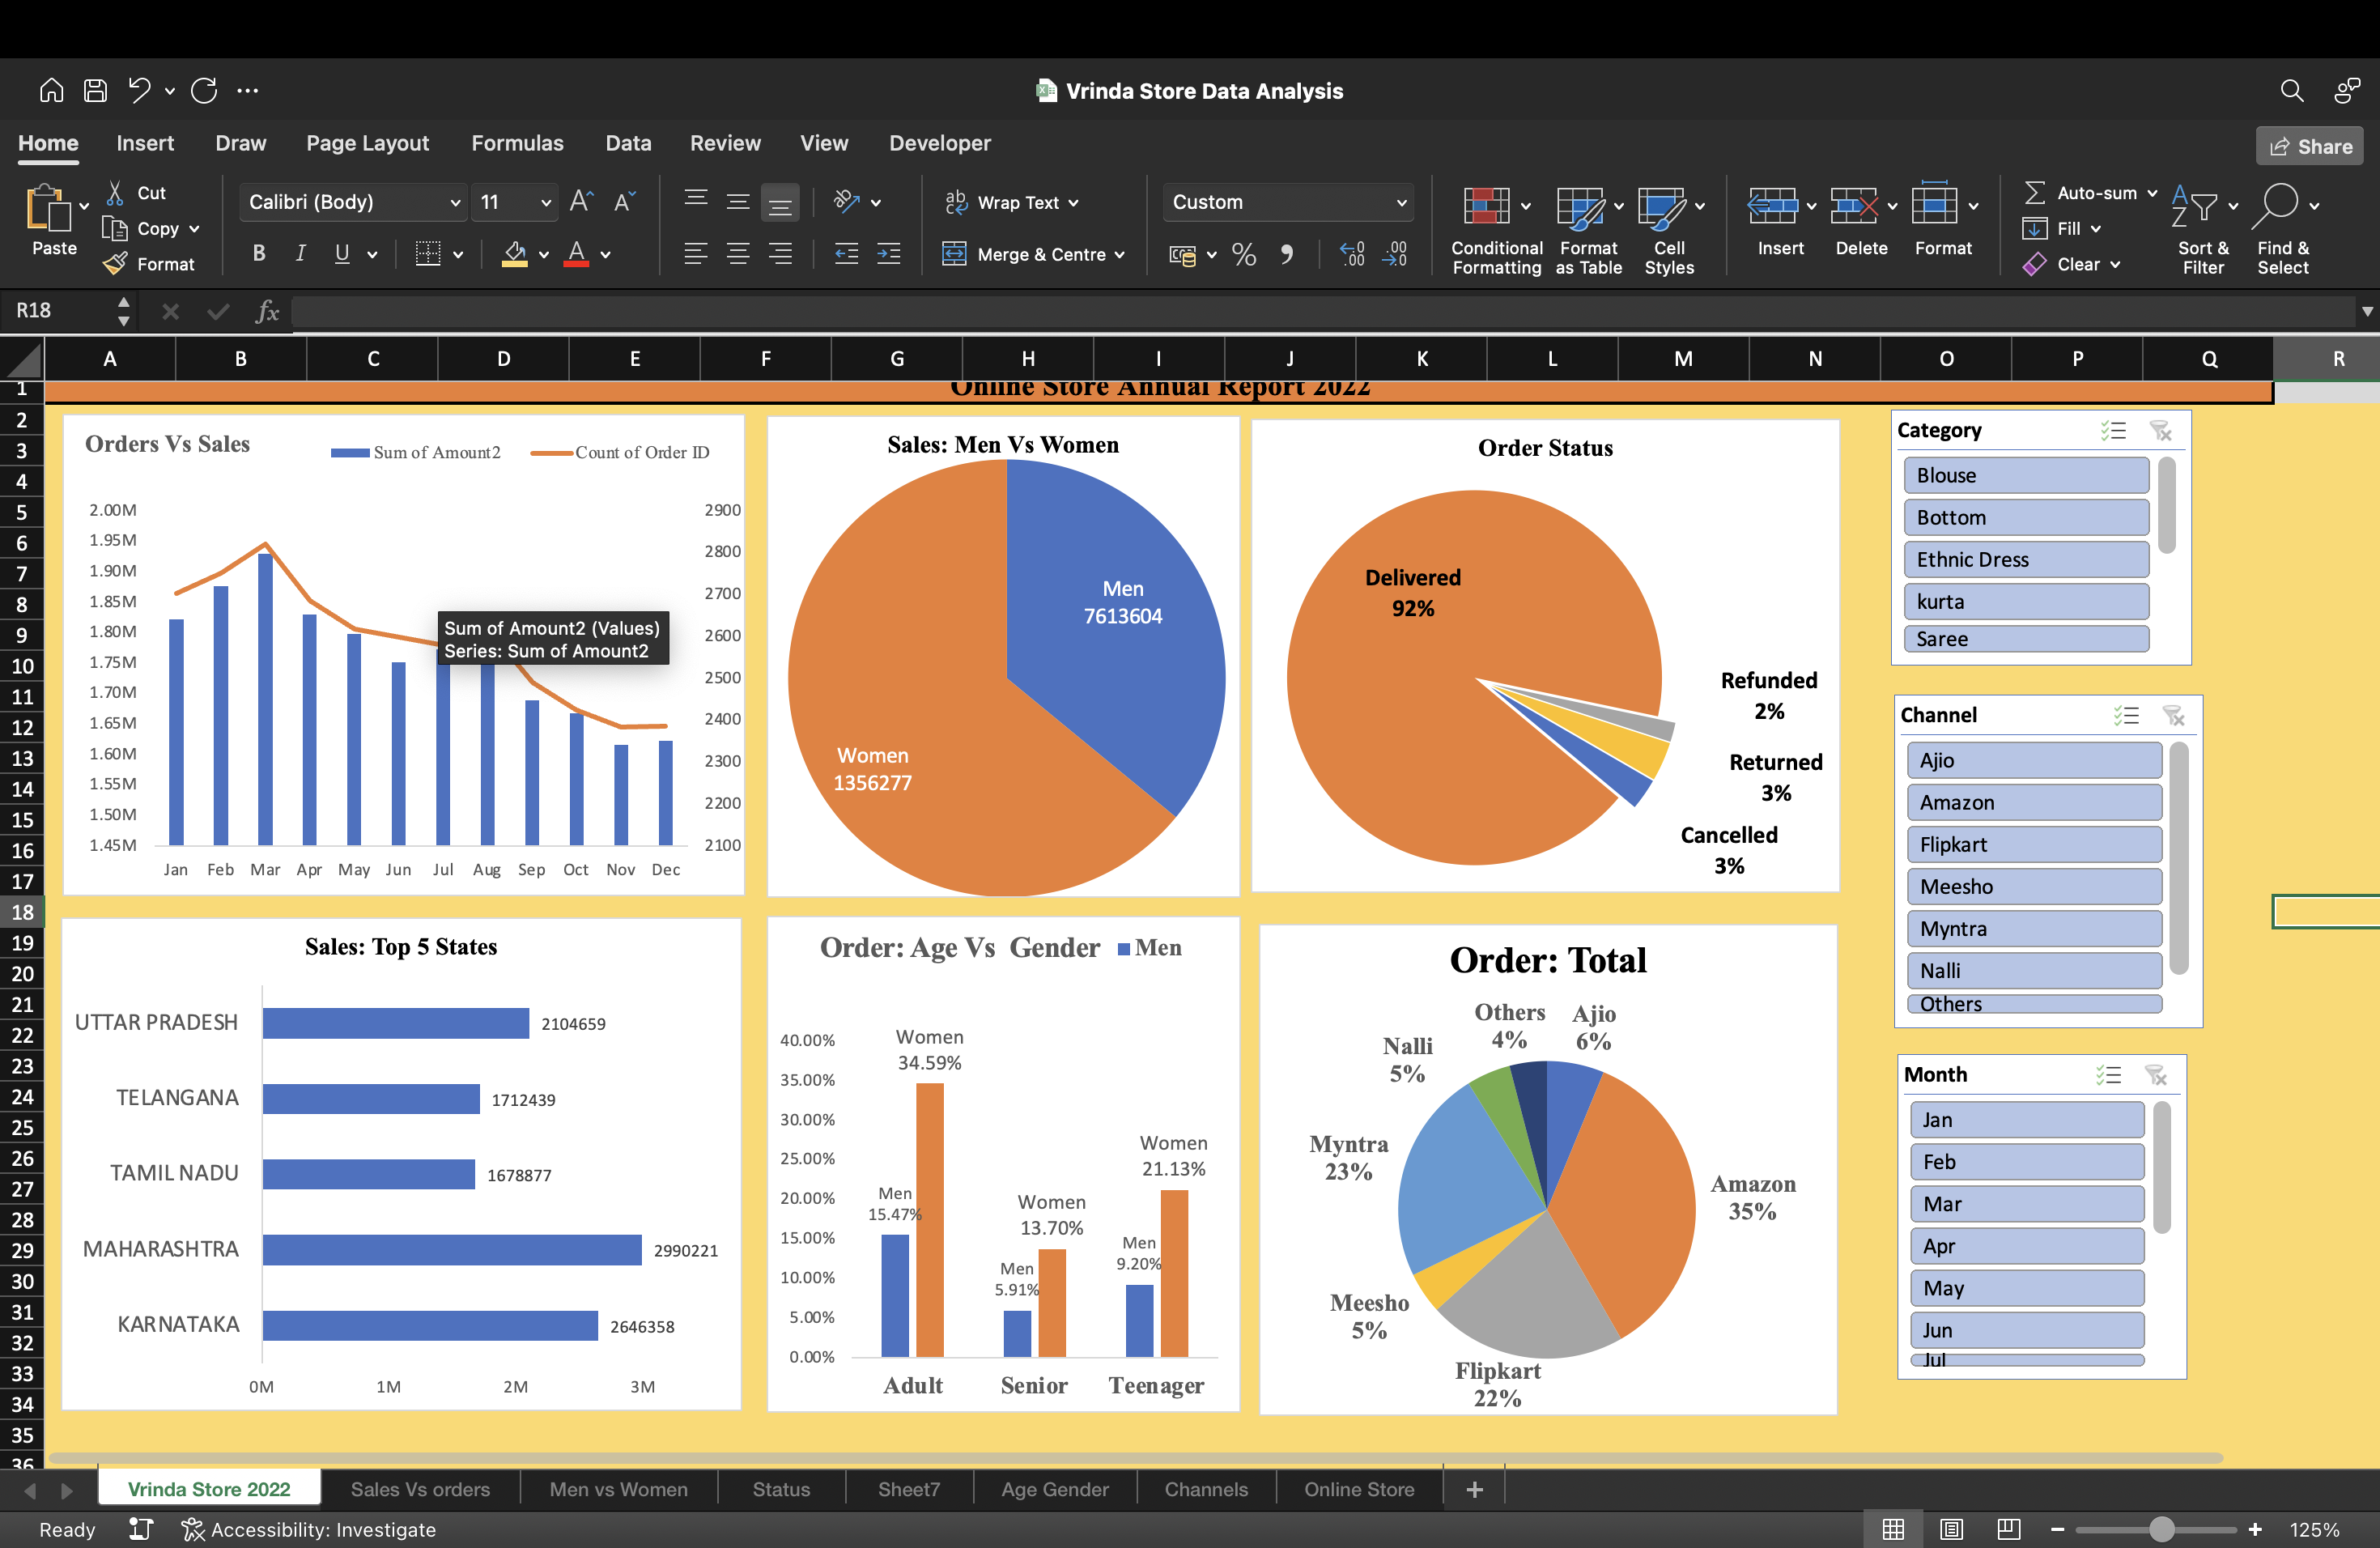 Vrinda Store Data Analysis
Home Insert Draw Page Layout Formulas Data Review View Developer Share
Paste Cut Copy Format
Calibri (Body) 11
B I U
Wrap Text
Merge & Centre
Custom
Conditional Formatting
Format as Table
Cell Styles
Insert Delete Format
Auto-sum
Fill
Clear
Sort & Filter
Find & Select
R18 fx
A B C D E F G H I J K L M N O P Q R
1 2 3 4 5 6 7 8 9 10 11 12 13 14 15 16 17 18 19 20 21 22 23 24 25 26 27 28 29 30 31 32 33 34 35 36
Online Store Annual Report 2022
Orders Vs Sales
Sum of Amount2 Count of Order ID
2.00M
1.95M
1.90M
1.85M
1.80M
1.75M
1.70M
1.65M
1.60M
1.55M
1.50M
1.45M
2900
2800
2700
2600
2500
2400
2300
2200
2100
Sum of Amount2 (Values)
Series: Sum of Amount2
Jan Feb Mar Apr May Jun Jul Aug Sep Oct Nov Dec
Sales: Men Vs Women
Men
7613604
Women
1356277
Order Status
Delivered
92%
Refunded
2%
Returned
3%
Cancelled
3%
Category
Blouse
Bottom
Ethnic Dress
kurta
Saree
Channel
Ajio
Amazon
Flipkart
Meesho
Myntra
Nalli
Others
Month
Jan
Feb
Mar
Apr
May
Jun
Jul
Sales: Top 5 States
UTTAR PRADESH 2104659
TELANGANA 1712439
TAMIL NADU 1678877
MAHARASHTRA 2990221
KARNATAKA 2646358
0M 1M 2M 3M
Order: Age Vs Gender Men
40.00%
35.00%
30.00%
25.00%
20.00%
15.00%
10.00%
5.00%
0.00%
Men
15.47%
Women
34.59%
Men
5.91%
Women
13.70%
Men
9.20%
Women
21.13%
Adult Senior Teenager
Order: Total
Others
4%
Ajio
6%
Nalli
5%
Myntra
23%
Amazon
35%
Meesho
5%
Flipkart
22%
Vrinda Store 2022 Sales Vs orders Men vs Women Status Sheet7 Age Gender Channels Online Store
Ready Accessibility: Investigate 125%